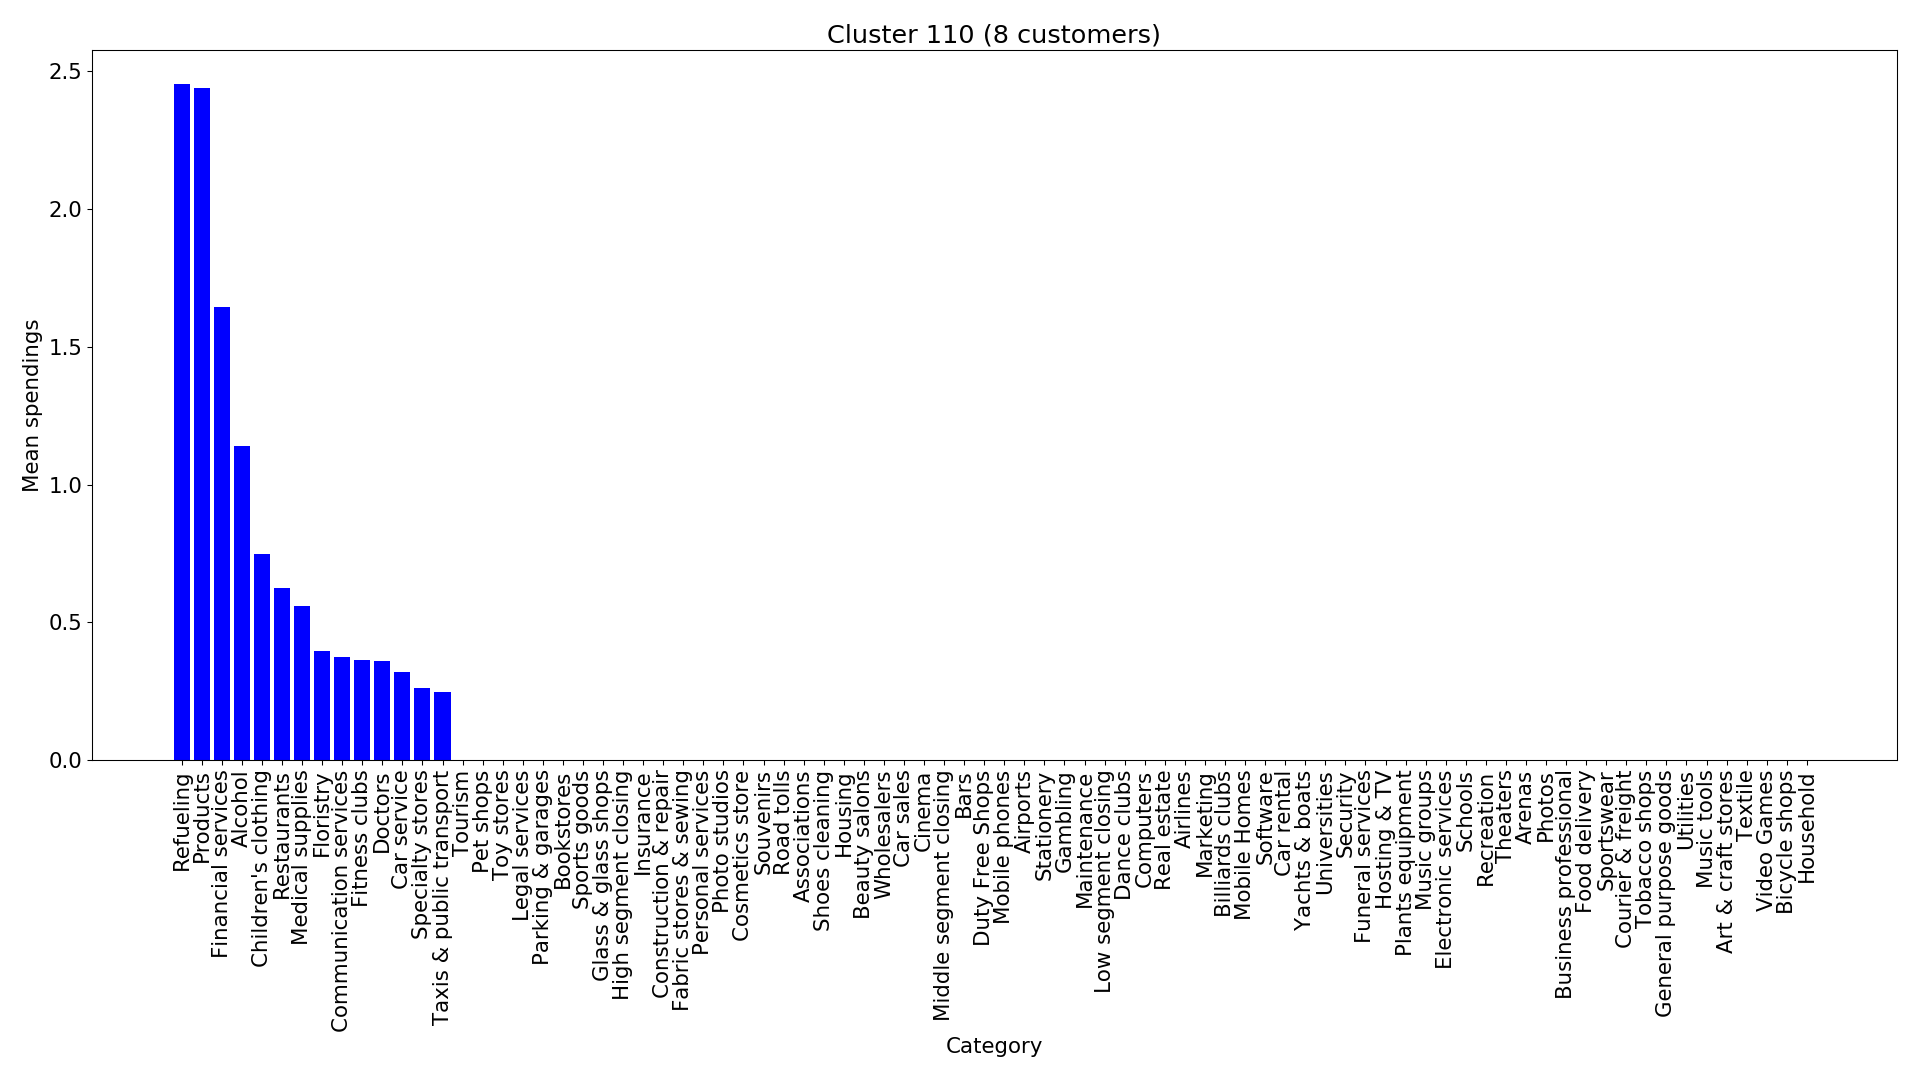 Cluster 110 (8 customers)
Mean spendings
2.5
2.0
1.5
1.0
0.5
0.0
Refueling
Products
Financial services
Alcohol
Children's clothing
Restaurants
Medical supplies
Floristry
Communication services
Fitness clubs
Doctors
Car service
Specialty stores
Taxis & public transport
Tourism
Pet shops
Toy stores
Legal services
Parking & garages
Bookstores
Sports goods
Glass & glass shops
High segment closing
Insurance
Construction & repair
Fabric stores & sewing
Personal services
Photo studios
Cosmetics store
Souvenirs
Road tolls
Associations
Shoes cleaning
Housing
Beauty salons
Wholesalers
Car sales
Cinema
Middle segment closing
Bars
Duty Free Shops
Mobile phones
Airports
Stationery
Gambling
Maintenance
Low segment closing
Dance clubs
Computers
Real estate
Airlines
Marketing
Billiards clubs
Mobile Homes
Software
Car rental
Yachts & boats
Universities
Security
Funeral services
Hosting & TV
Plants equipment
Music groups
Electronic services
Schools
Recreation
Theaters
Arenas
Photos
Business professional
Food delivery
Sportswear
Courier & freight
Tobacco shops
General purpose goods
Utilities
Music tools
Art & craft stores
Textile
Video Games
Bicycle shops
Household
Category